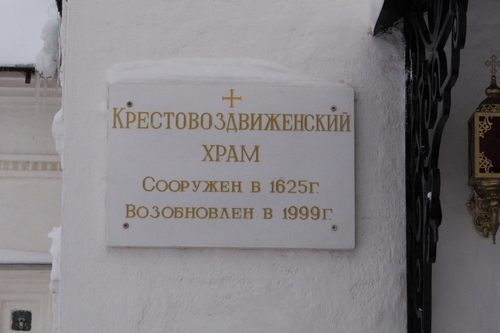 Крестовоздвиженский
храм
Сооружен в 1625г
Возобновлен в 1999г.